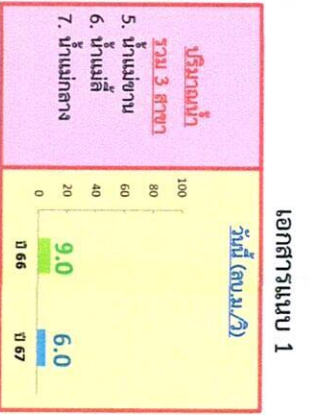 เอกสารแนบ 1
ปริมาณน้ำ
รวม 3 สาขา
5. น้ำแม่ขาน
6. น้ำแม่ลี้
7. น้ำแม่กลาง
วันนี้ (ลบ.ม./วิ)
100
80
60
40
20
0
9.0
6.0
ปี 66
ปี 67